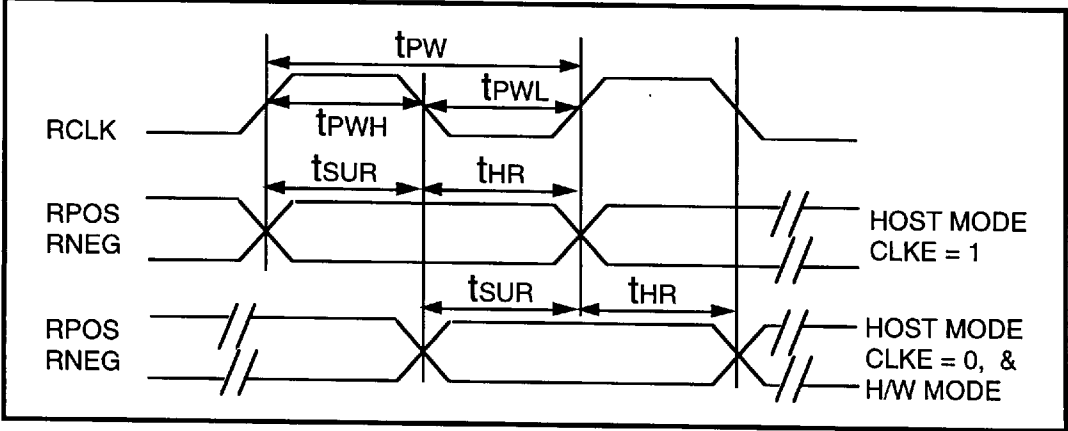 tPW
tPWL
RCLK
tPWH
tSUR
tHR
RPOS
RNEG
HOST MODE
CLKE = 1
tSUR
tHR
RPOS
RNEG
HOST MODE
CLKE = 0, &
H/W MODE